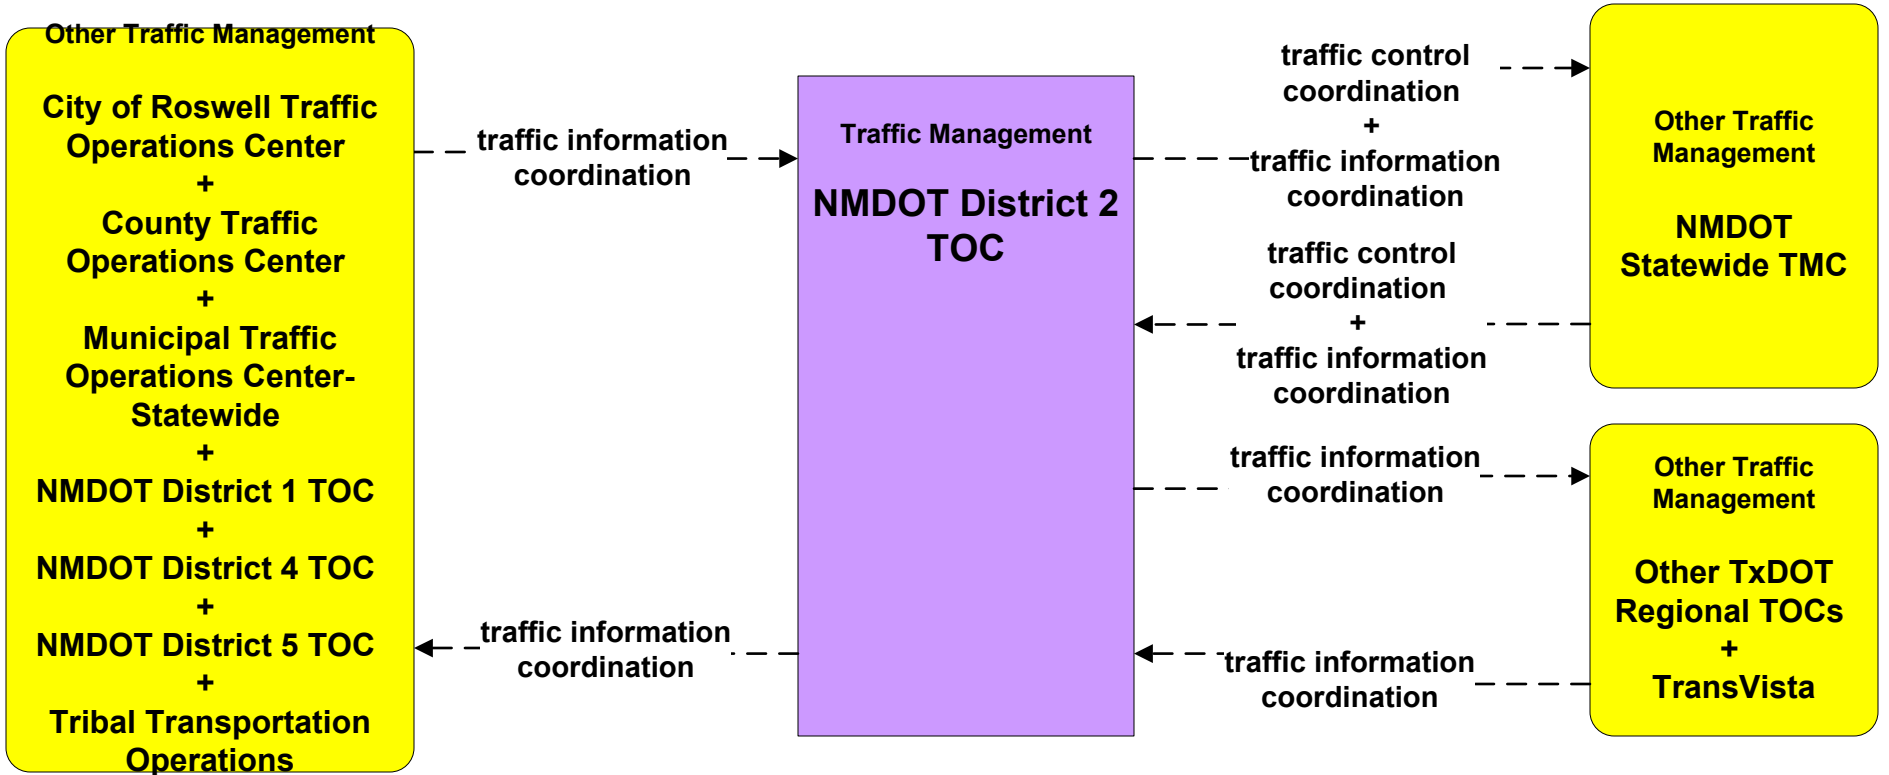 Other Traffic Management
City of Roswell Traffic
Operations Center
+
County Traffic
Operations Center
+
Municipal Traffic
Operations Center-
Statewide
+
NMDOT District 1 TOC
+
NMDOT District 4 TOC
+
NMDOT District 5 TOC
+
Tribal Transportation
Operations
traffic information
coordination
traffic information
coordination
Traffic Management
NMDOT District 2
TOC
traffic control
coordination
+
traffic information
coordination
traffic control
coordination
+
traffic information
coordination
traffic information
coordination
traffic information
coordination
Other Traffic
Management
NMDOT
Statewide TMC
Other Traffic
Management
Other TxDOT
Regional TOCs
+
TransVista